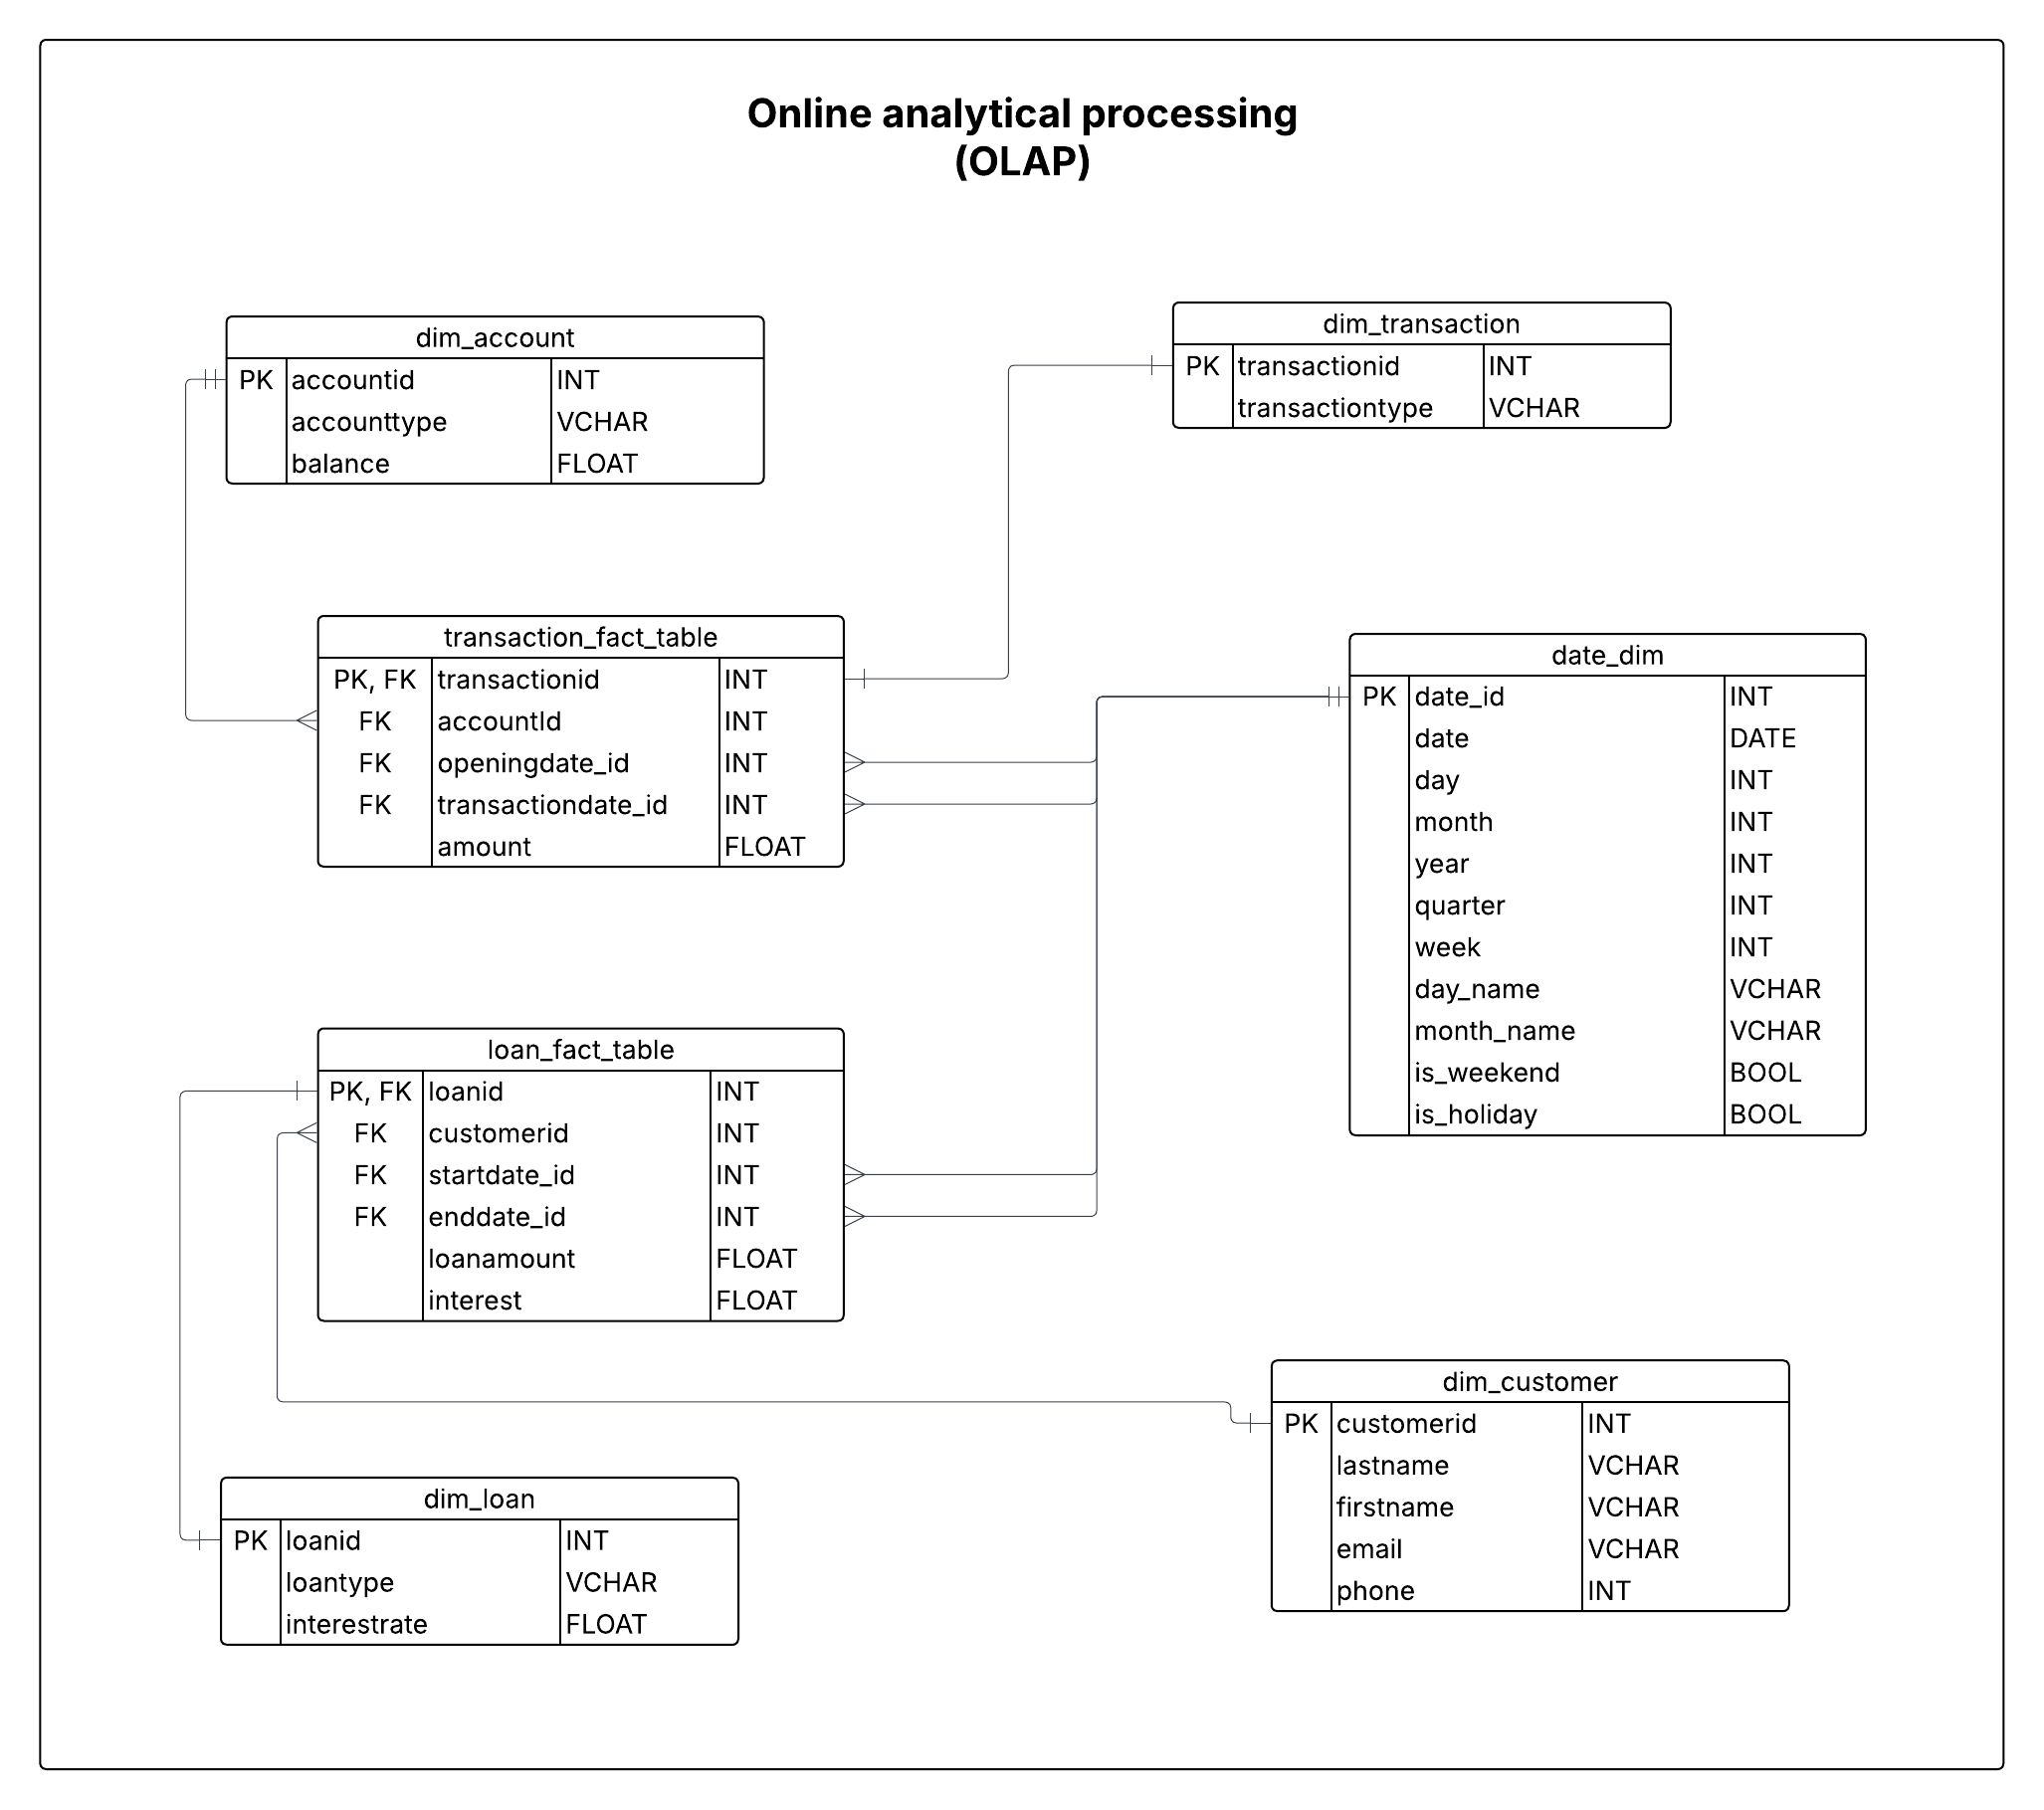 Online analytical processing
(OLAP)
dim_account
PK accountid INT
accounttype VCHAR
balance FLOAT
dim_transaction
PK transactionid INT
transactiontype VCHAR
transaction_fact_table
PK, FK transactionid INT
FK accountId INT
FK openingdate_id INT
FK transactiondate_id INT
amount FLOAT
date_dim
PK date_id INT
date DATE
day INT
month INT
year INT
quarter INT
week INT
day_name VCHAR
month_name VCHAR
is_weekend BOOL
is_holiday BOOL
loan_fact_table
PK, FK loanid INT
FK customerid INT
FK startdate_id INT
FK enddate_id INT
loanamount FLOAT
interest FLOAT
dim_customer
PK customerid INT
lastname VCHAR
firstname VCHAR
email VCHAR
phone INT
dim_loan
PK loanid INT
loantype VCHAR
interestrate FLOAT